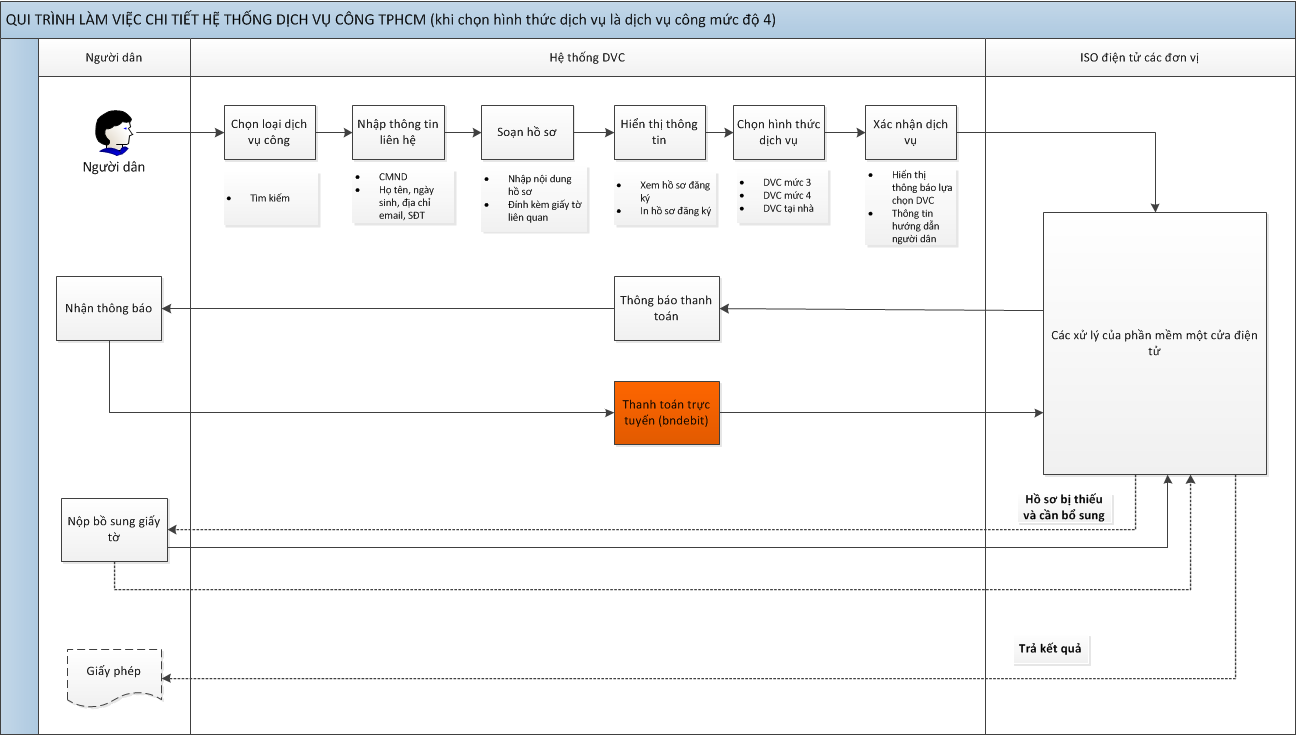 QUI TRÌNH LÀM VIỆC CHI TIẾT HỆ THỐNG DỊCH VỤ CÔNG TPHCM (khi chọn hình thức dịch vụ là dịch vụ công mức độ 4)
Người dân
Hệ thống DVC
ISO điện tử các đơn vị
Người dân
Chọn loại dịch
vụ công
Nhập thông tin
liên hệ
Soạn hồ sơ
Hiển thị thông
tin
Chọn hình thức
dịch vụ
Xác nhận dịch
vụ
• Tìm kiếm
• CMND
• Họ tên, ngày
sinh, địa chỉ
email, SĐT
• Nhập nội dung
hồ sơ
• Đính kèm giấy tờ
liên quan
• Xem hồ sơ đăng
ký
• In hồ sơ đăng ký
• DVC mức 3
• DVC mức 4
• DVC tại nhà
• Hiển thị
thông báo lựa
chọn DVC
• Thông tin
hướng dẫn
người dân
Nhận thông báo
Thông báo thanh
toán
Các xử lý của phần mềm một cửa điện
tử
Thanh toán trực
tuyến (bndebit)
Hồ sơ bị thiếu
và cần bổ sung
Nộp bồ sung giấy
tờ
Trả kết quả
Giấy phép